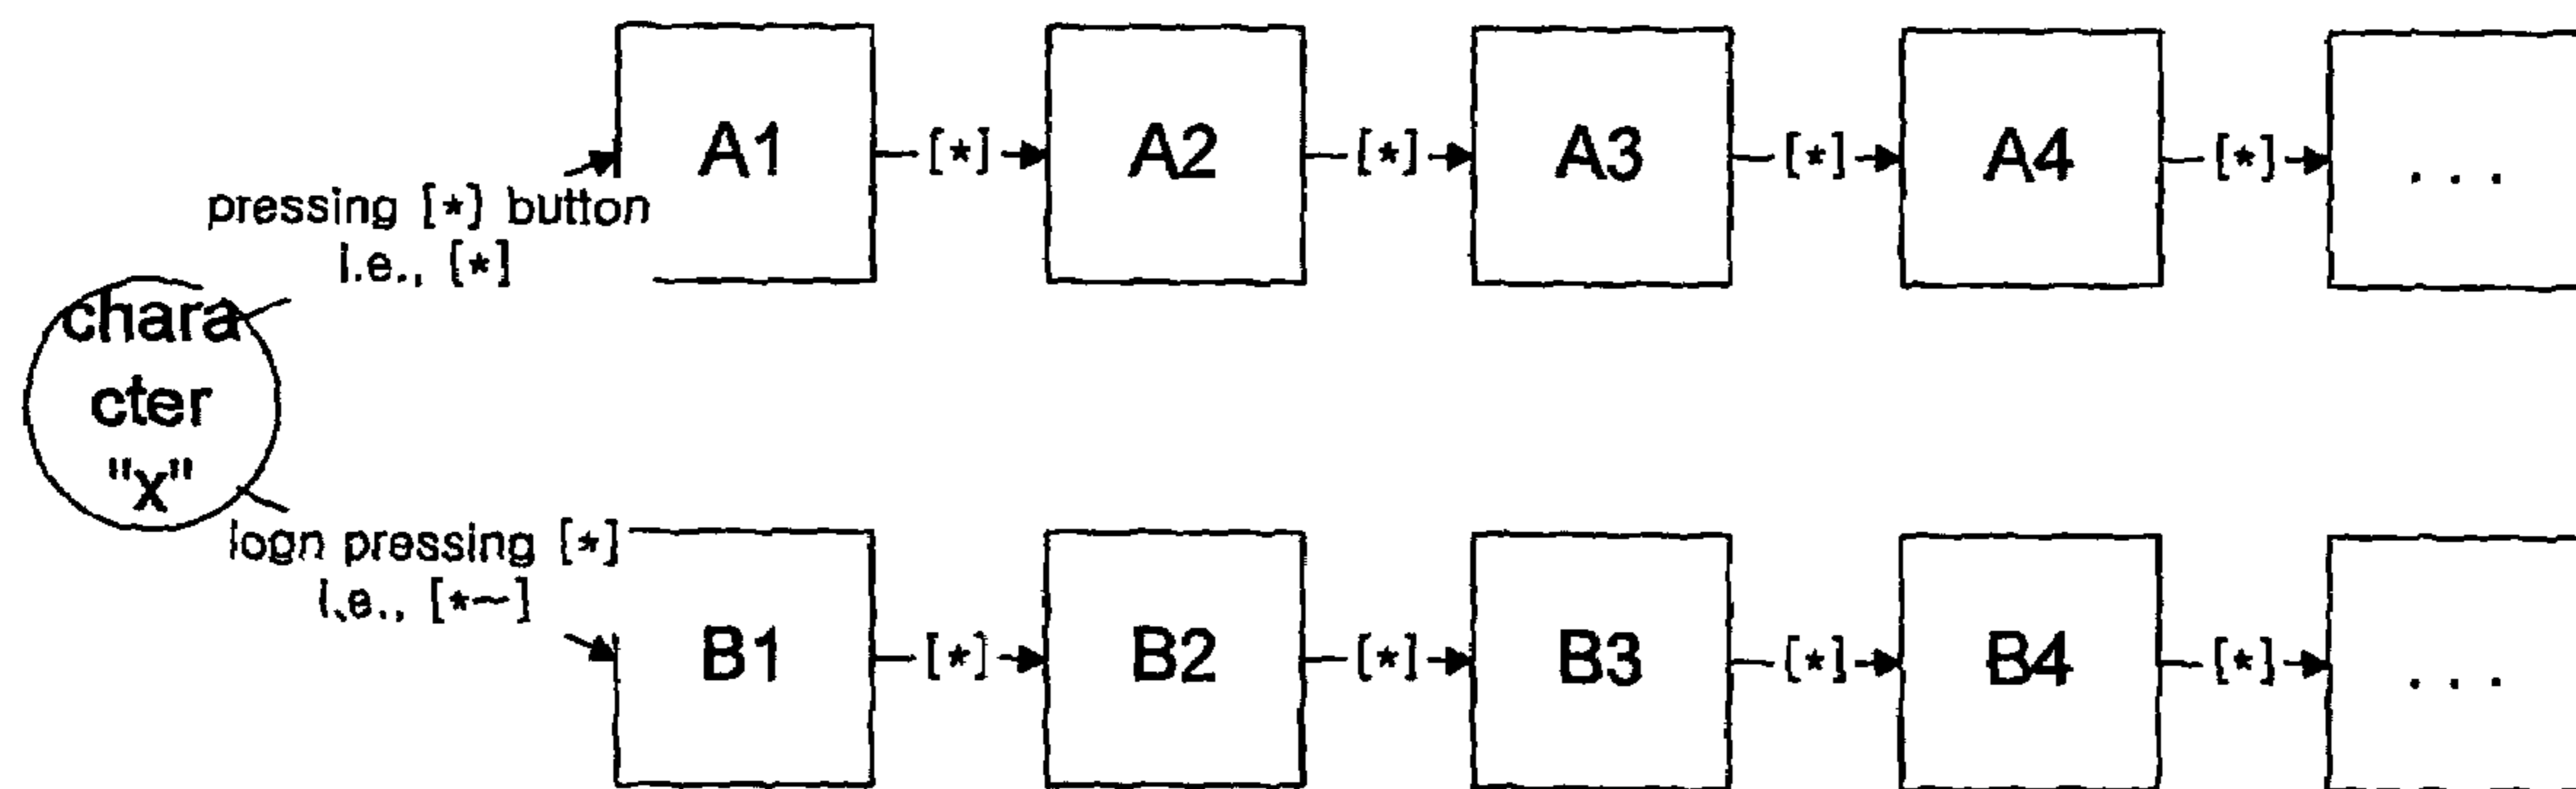 A1 [*] A2 [*] A3 [*] A4 [*] . . .
pressing [*] button
i.e., [*]
chara
cter
"x"
logn pressing [*]
i.e., [*~]
B1 [*] B2 [*] B3 [*] B4 [*] . . .